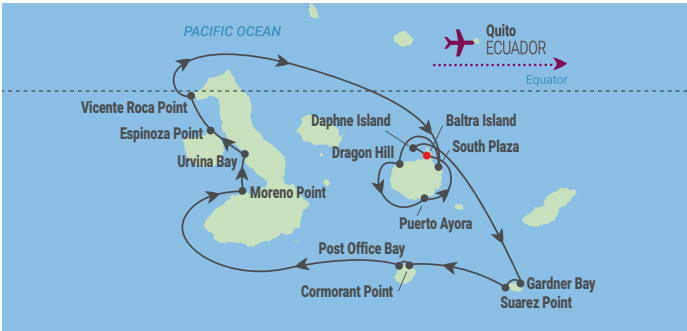 PACIFIC OCEAN
Quito
ECUADOR
Equator
Vicente Roca Point
Daphne Island
Baltra Island
Espinoza Point
Dragon Hill
South Plaza
Urvina Bay
Moreno Point
Puerto Ayora
Post Office Bay
Cormorant Point
Gardner Bay
Suarez Point